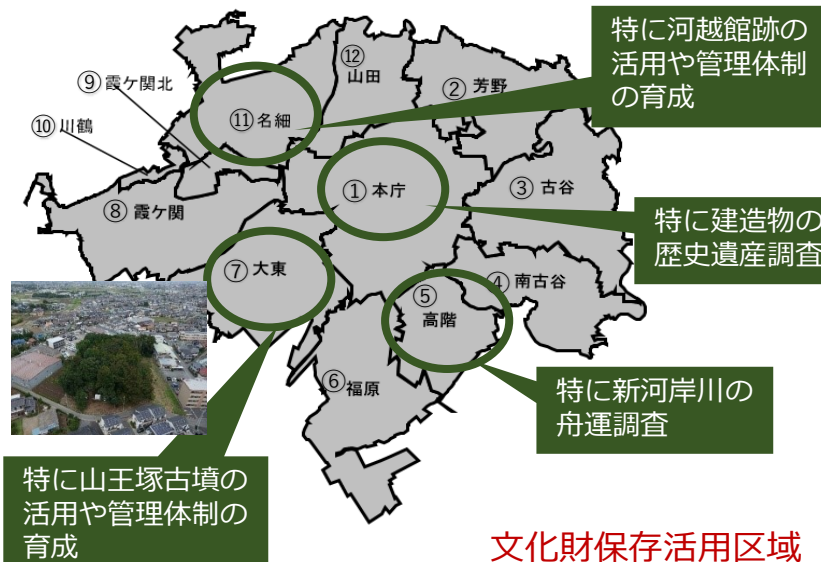 特に河越館跡の
活用や管理体制
の育成
⑫
山田
② 芳野
⑨ 霞ケ関北
⑪ 名細
⑩ 川鶴
① 本庁
③ 古谷
⑧ 霞ケ関
特に建造物の
歴史遺産調査
⑦ 大東
④ 南古谷
⑤
高階
⑥ 福原
特に新河岸川の
舟運調査
特に山王塚古墳の
活用や管理体制の
育成
文化財保存活用区域